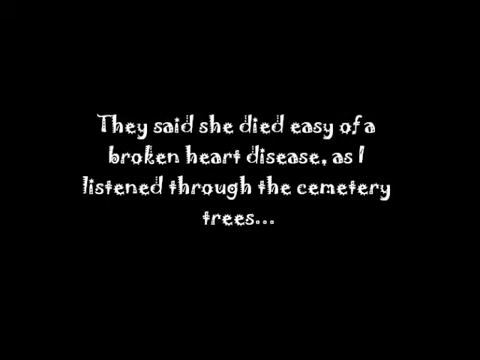 They said she died easy of a
broken heart disease, as I
listened through the cemetery
trees...